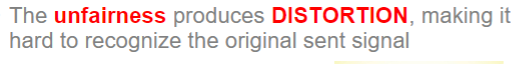 The unfairness produces DISTORTION, making it
hard to recognize the original sent signal